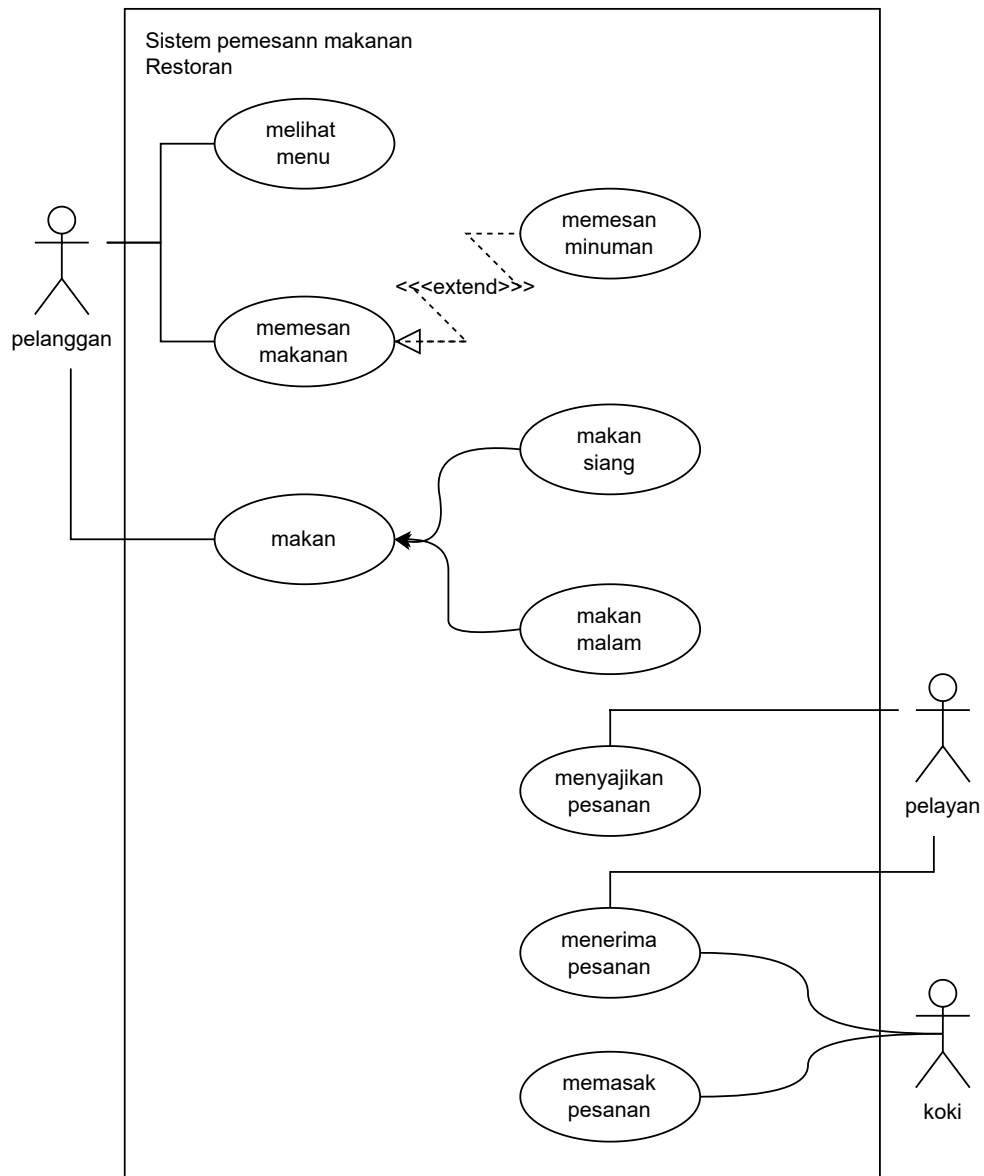 Sistem pemesann makanan
Restoran
melihat
menu
memesan
minuman
<<<extend>>>
memesan
makanan
pelanggan
makan
siang
makan
makan
malam
menyajikan
pesanan
pelayan
menerima
pesanan
memasak
pesanan
koki